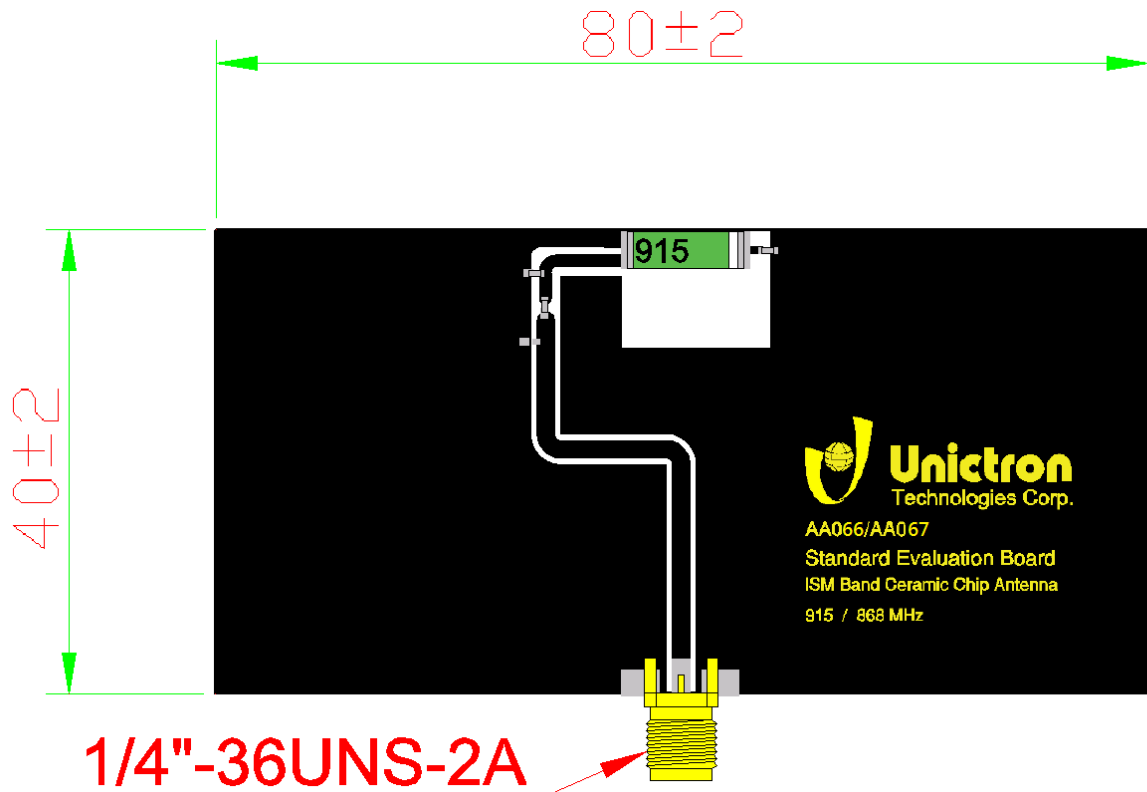 80±2
40±2
915
Unictron
Technologies Corp.
AA066/AA067
Standard Evaluation Board
ISM Band Ceramic Chip Antenna
915 / 868 MHz
1/4"-36UNS-2A